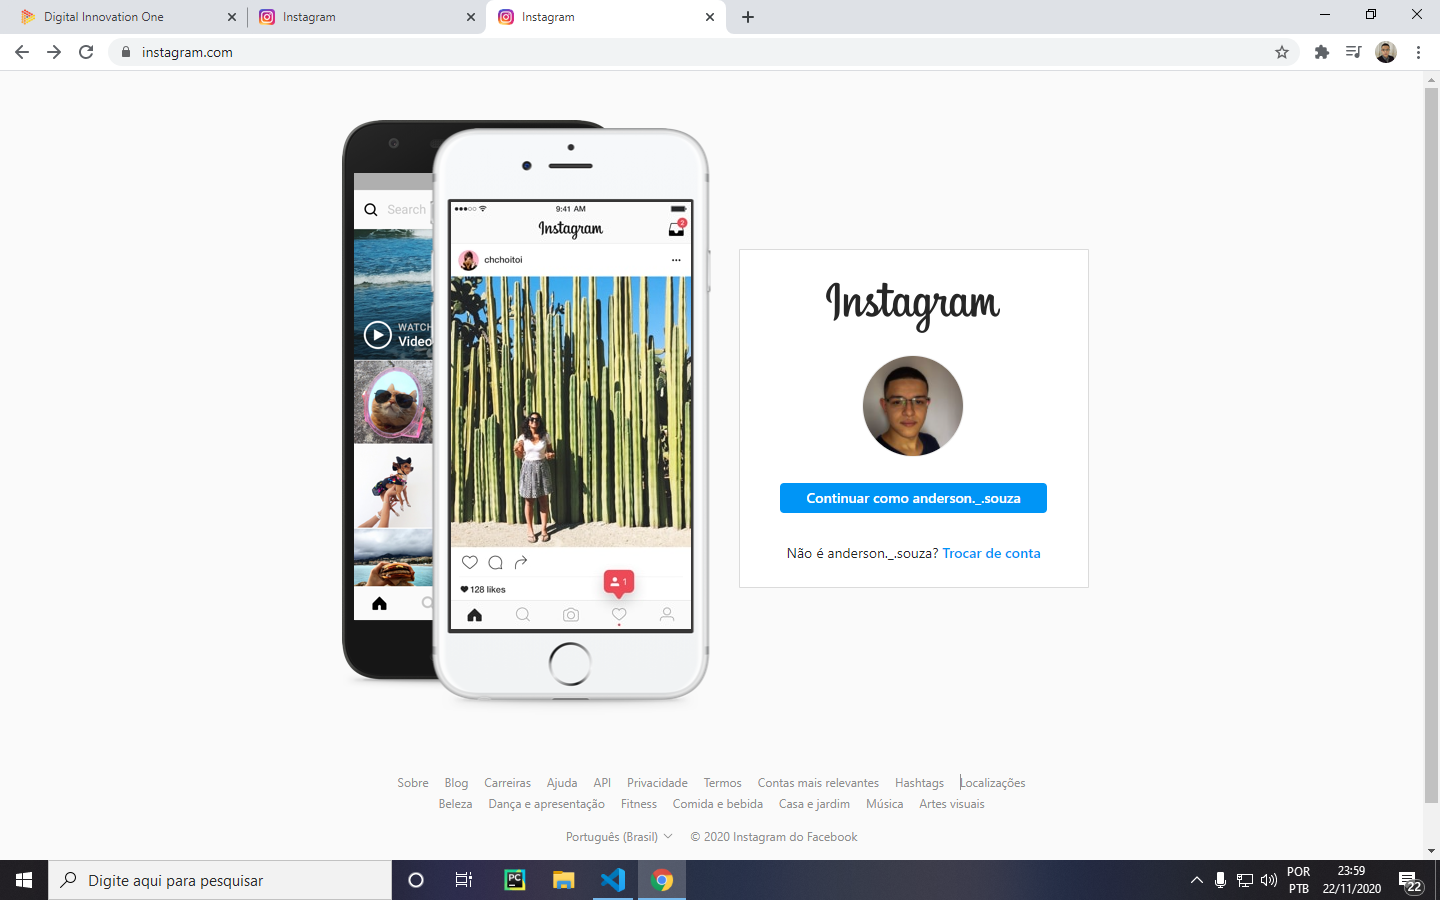 Digital Innovation One
Instagram
Instagram
instagram.com
Search
WATCH
Video
9:41 AM
Instagram
2
chchoitoi
128 likes
1
Instagram
Continuar como anderson._.souza
Não é anderson._.souza? Trocar de conta
Sobre Blog Carreiras Ajuda API Privacidade Termos Contas mais relevantes Hashtags Localizações
Beleza Dança e apresentação Fitness Comida e bebida Casa e jardim Música Artes visuais
Português (Brasil) © 2020 Instagram do Facebook
Digite aqui para pesquisar
PC
POR
PTB
23:59
22/11/2020
22